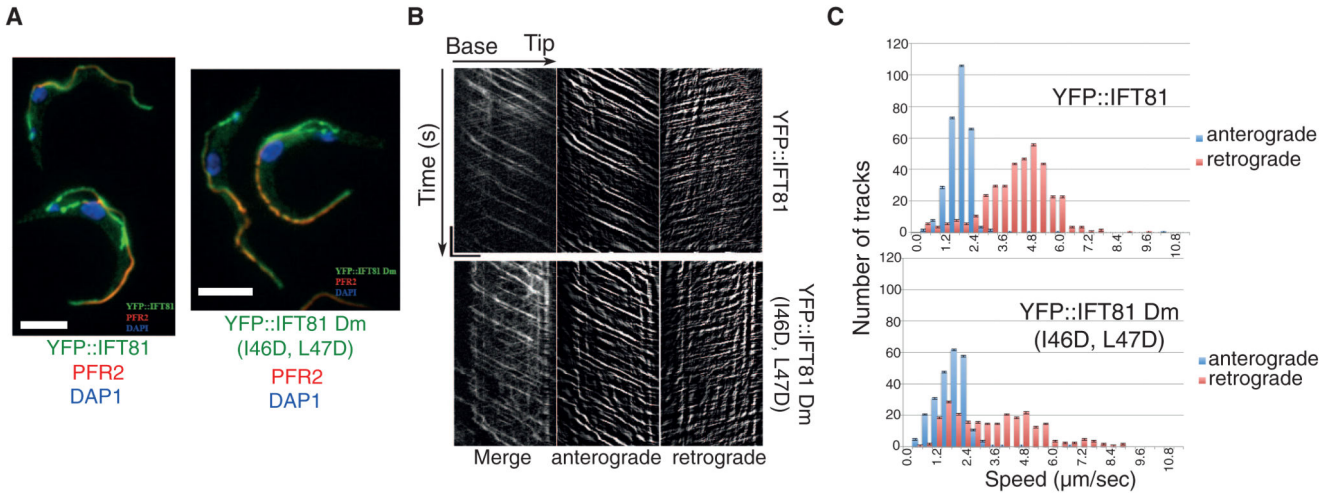 A
YFP::IFT81
PFR2
DAPI
YFP::IFT81 Dm
PFR2
DAPI
YFP::IFT81
PFR2
DAP1
YFP::IFT81 Dm
(I46D, L47D)
PFR2
DAP1
B
Base
Tip
Time (s)
YFP::IFT81
YFP::IFT81 Dm
(I46D, L47D)
Merge
anterograde
retrograde
C
Number of tracks
120
100
80
60
40
20
0
YFP::IFT81
anterograde
retrograde
0.0
1.2
2.4
3.6
4.8
6.0
7.2
8.4
9.6
10.8
120
100
80
60
40
20
0
YFP::IFT81 Dm
(I46D, L47D)
anterograde
retrograde
0.0
1.2
2.4
3.6
4.8
6.0
7.2
8.4
9.6
10.8
Speed (µm/sec)